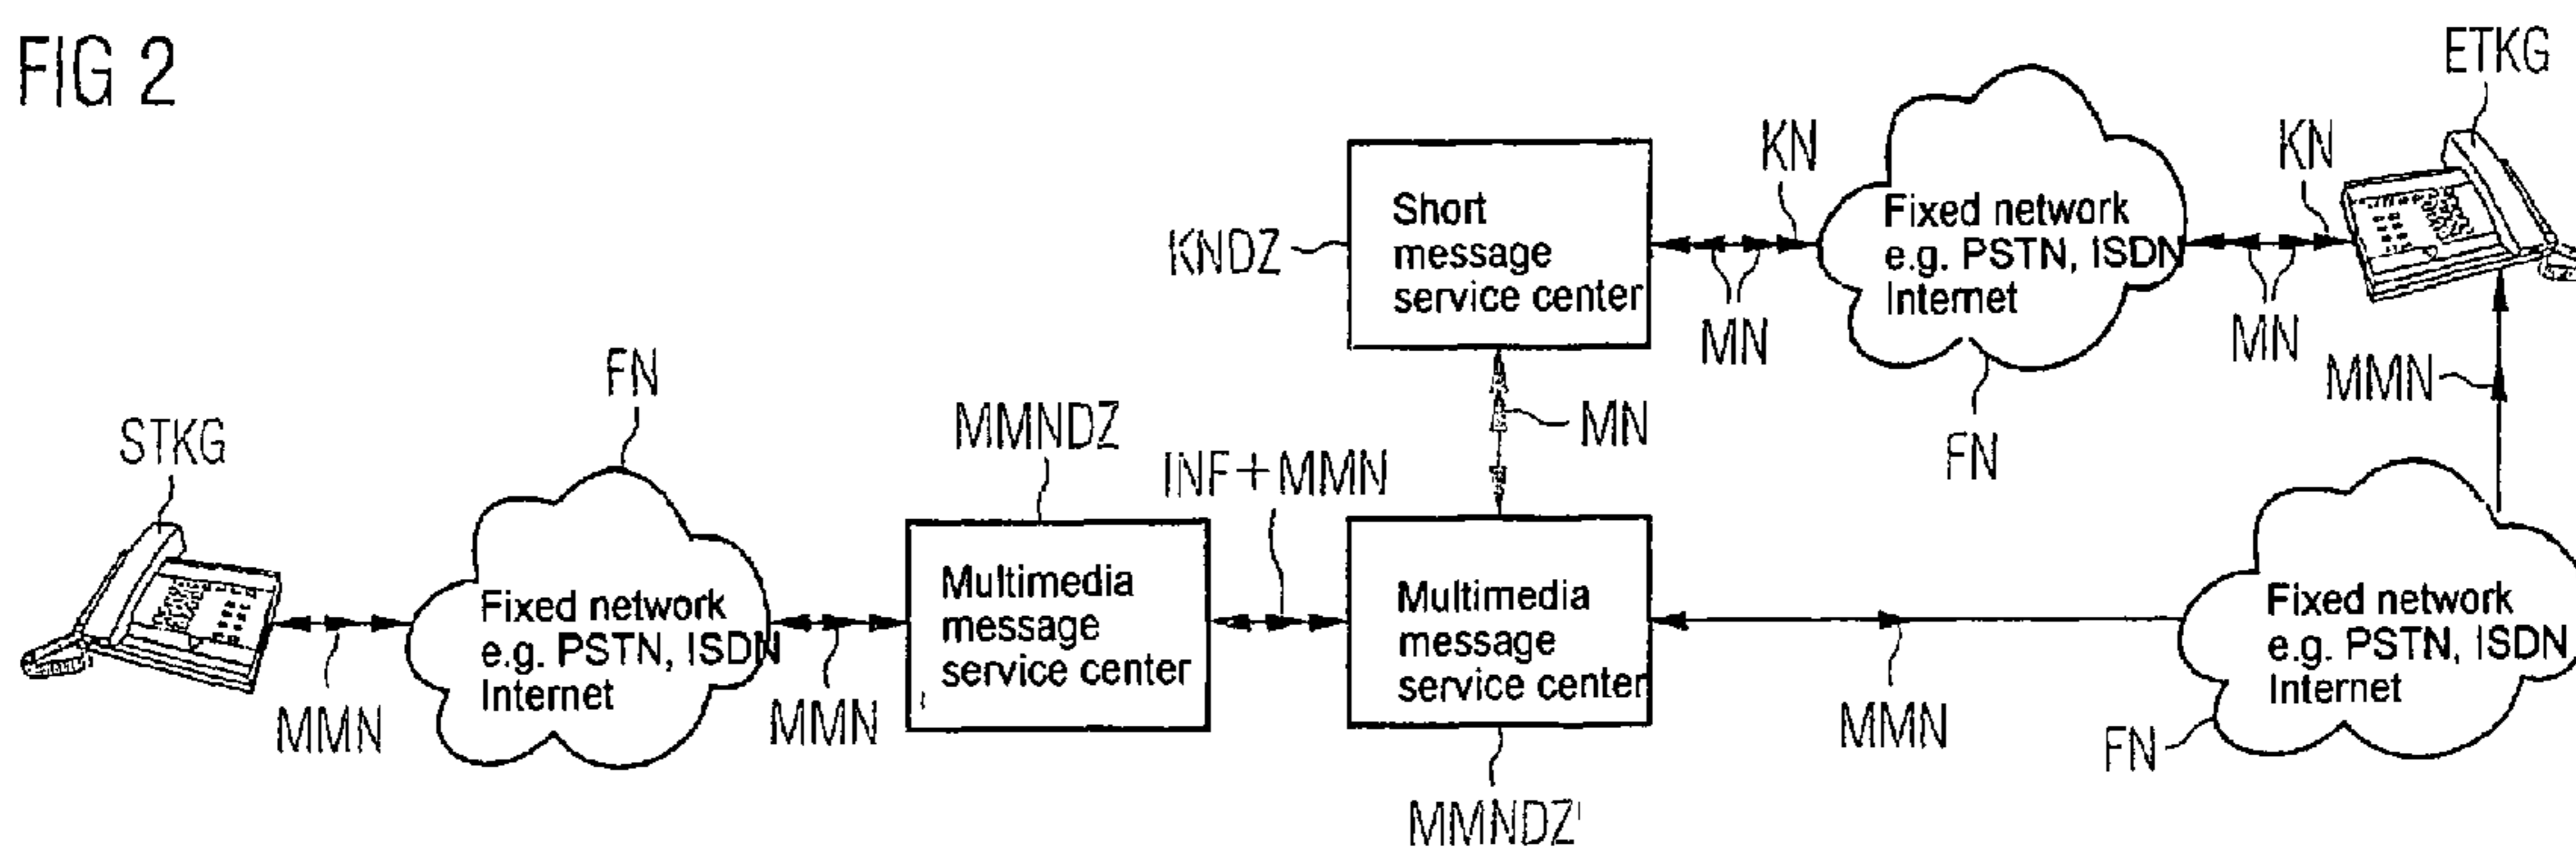 FIG 2
ETKG
KN
KN
Short
message
service center
KNDZ
Fixed network
e.g. PSTN, ISDN
Internet
MN
MN
MMN
FN
FN
STKG
MMNDZ
MN
INF+MMN
Fixed network
e.g. PSTN, ISDN
Internet
Multimedia
message
service center
Multimedia
message
service center
Fixed network
e.g. PSTN, ISDN,
Internet
MMN
MMN
MMN
FN
MMNDZ'